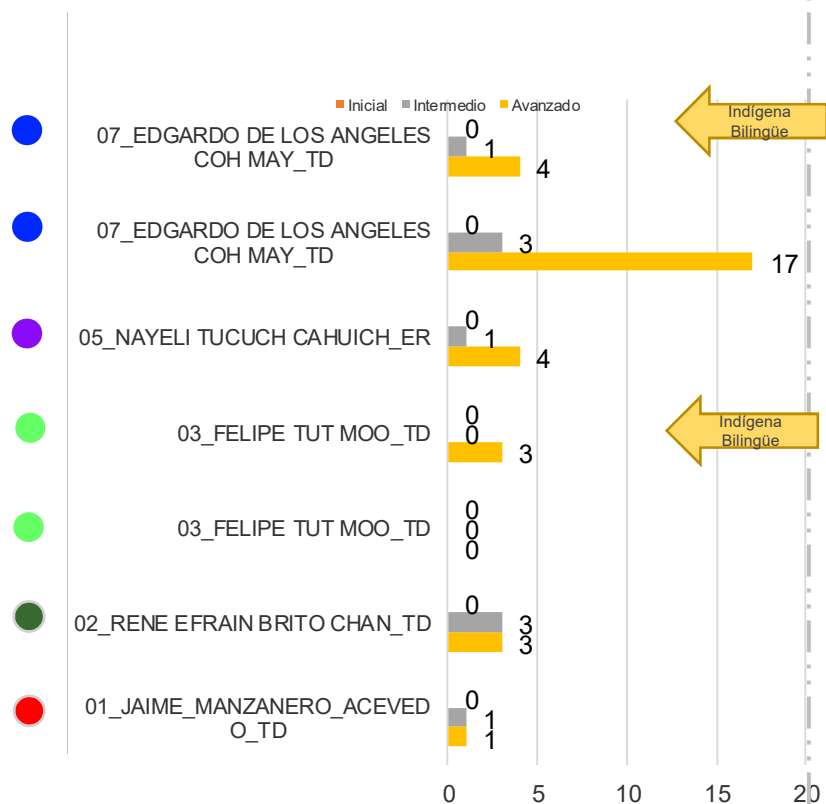 Inicial Intermedio Avanzado
Indígena
Bilingüe
07_EDGARDO DE LOS ANGELES
COH MAY_TD
0
1
4
07_EDGARDO DE LOS ANGELES
COH MAY_TD
0
3
17
05_NAYELI TUCUCH CAHUICH_ER
0
1
4
03_FELIPE TUT MOO_TD
0
0
3
Indígena
Bilingüe
03_FELIPE TUT MOO_TD
0
0
0
02_RENE EFRAIN BRITO CHAN_TD
0
3
3
01_JAIME_MANZANERO_ACEVED
O_TD
0
1
1
0 5 10 15 20